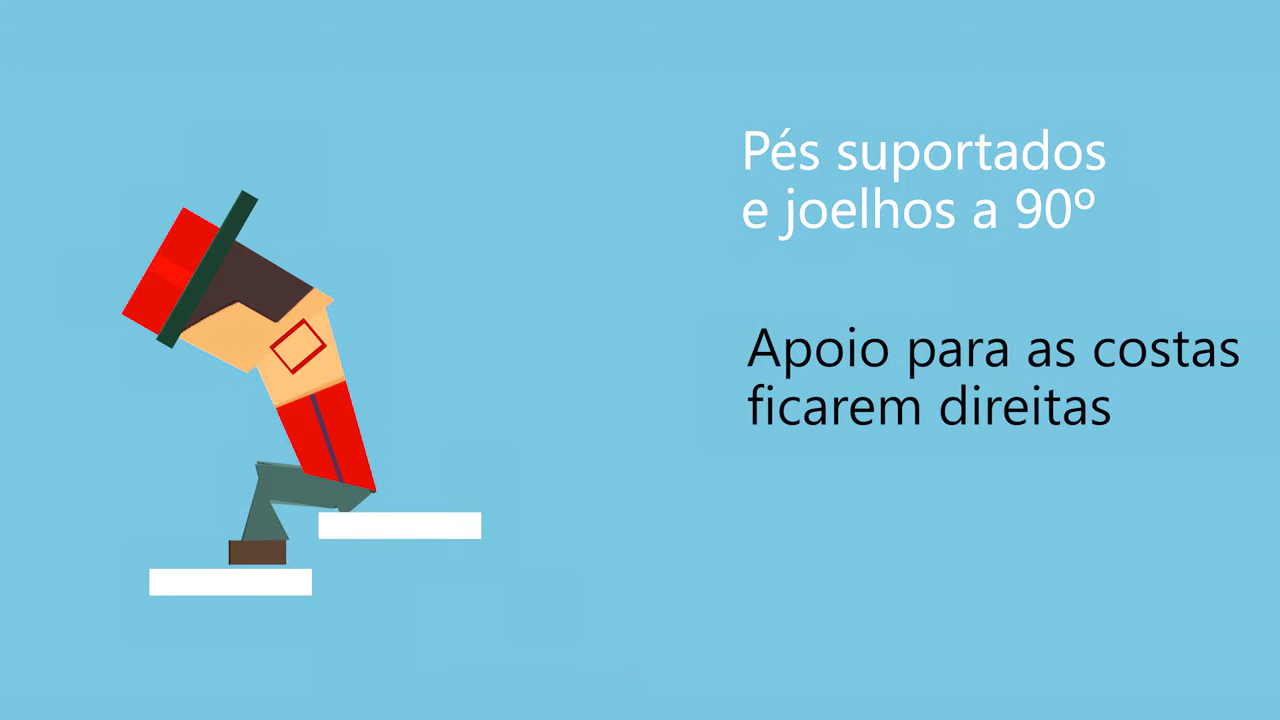 Pés suportados
e joelhos a 90º
Apoio para as costas
ficarem direitas